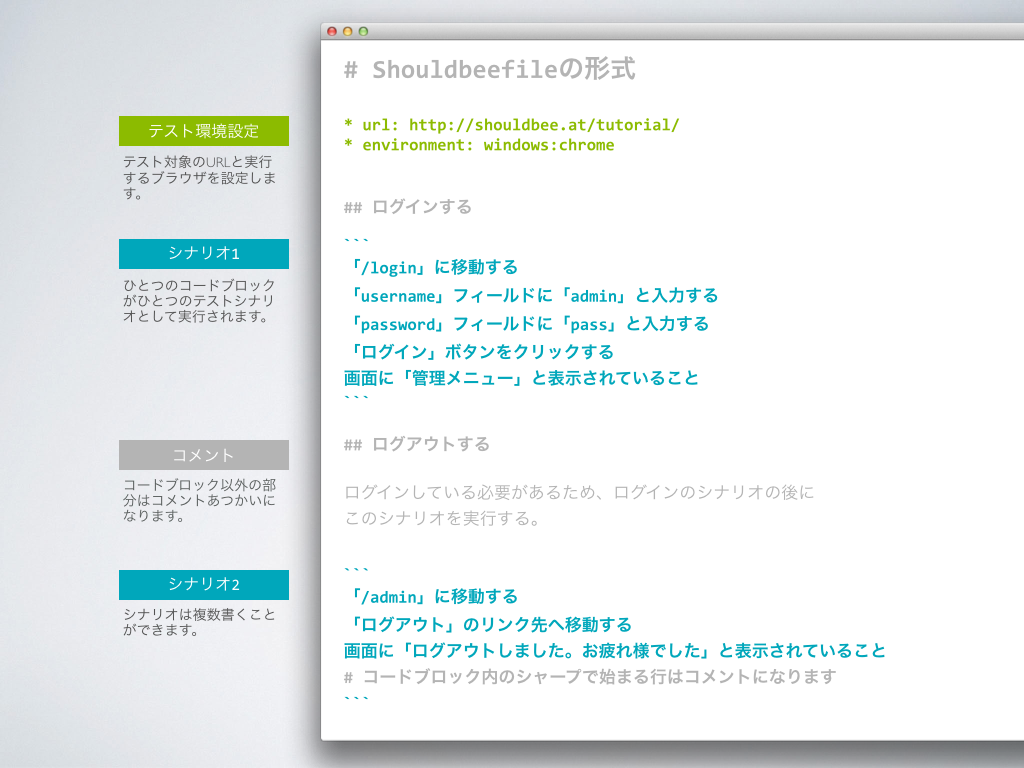 # Shouldbeefileの形式
テスト環境設定
テスト対象のURLと実行
するブラウザを設定しま
す。
* url: http://shouldbee.at/tutorial/
* environment: windows:chrome
## ログインする
シナリオ1
ひとつのコードブロック
がひとつのテストシナリ
オとして実行されます。
```
「/login」に移動する
「username」フィールドに「admin」と入力する
「password」フィールドに「pass」と入力する
「ログイン」ボタンをクリックする
画面に「管理メニュー」と表示されていること
```
コメント
コードブロック以外の部
分はコメントあつかいに
なります。
## ログアウトする
ログインしている必要があるため、ログインのシナリオの後に
このシナリオを実行する。
シナリオ2
シナリオは複数書くこと
ができます。
```
「/admin」に移動する
「ログアウト」のリンク先へ移動する
画面に「ログアウトしました。お疲れ様でした」と表示されていること
# コードブロック内のシャープで始まる行はコメントになります
```